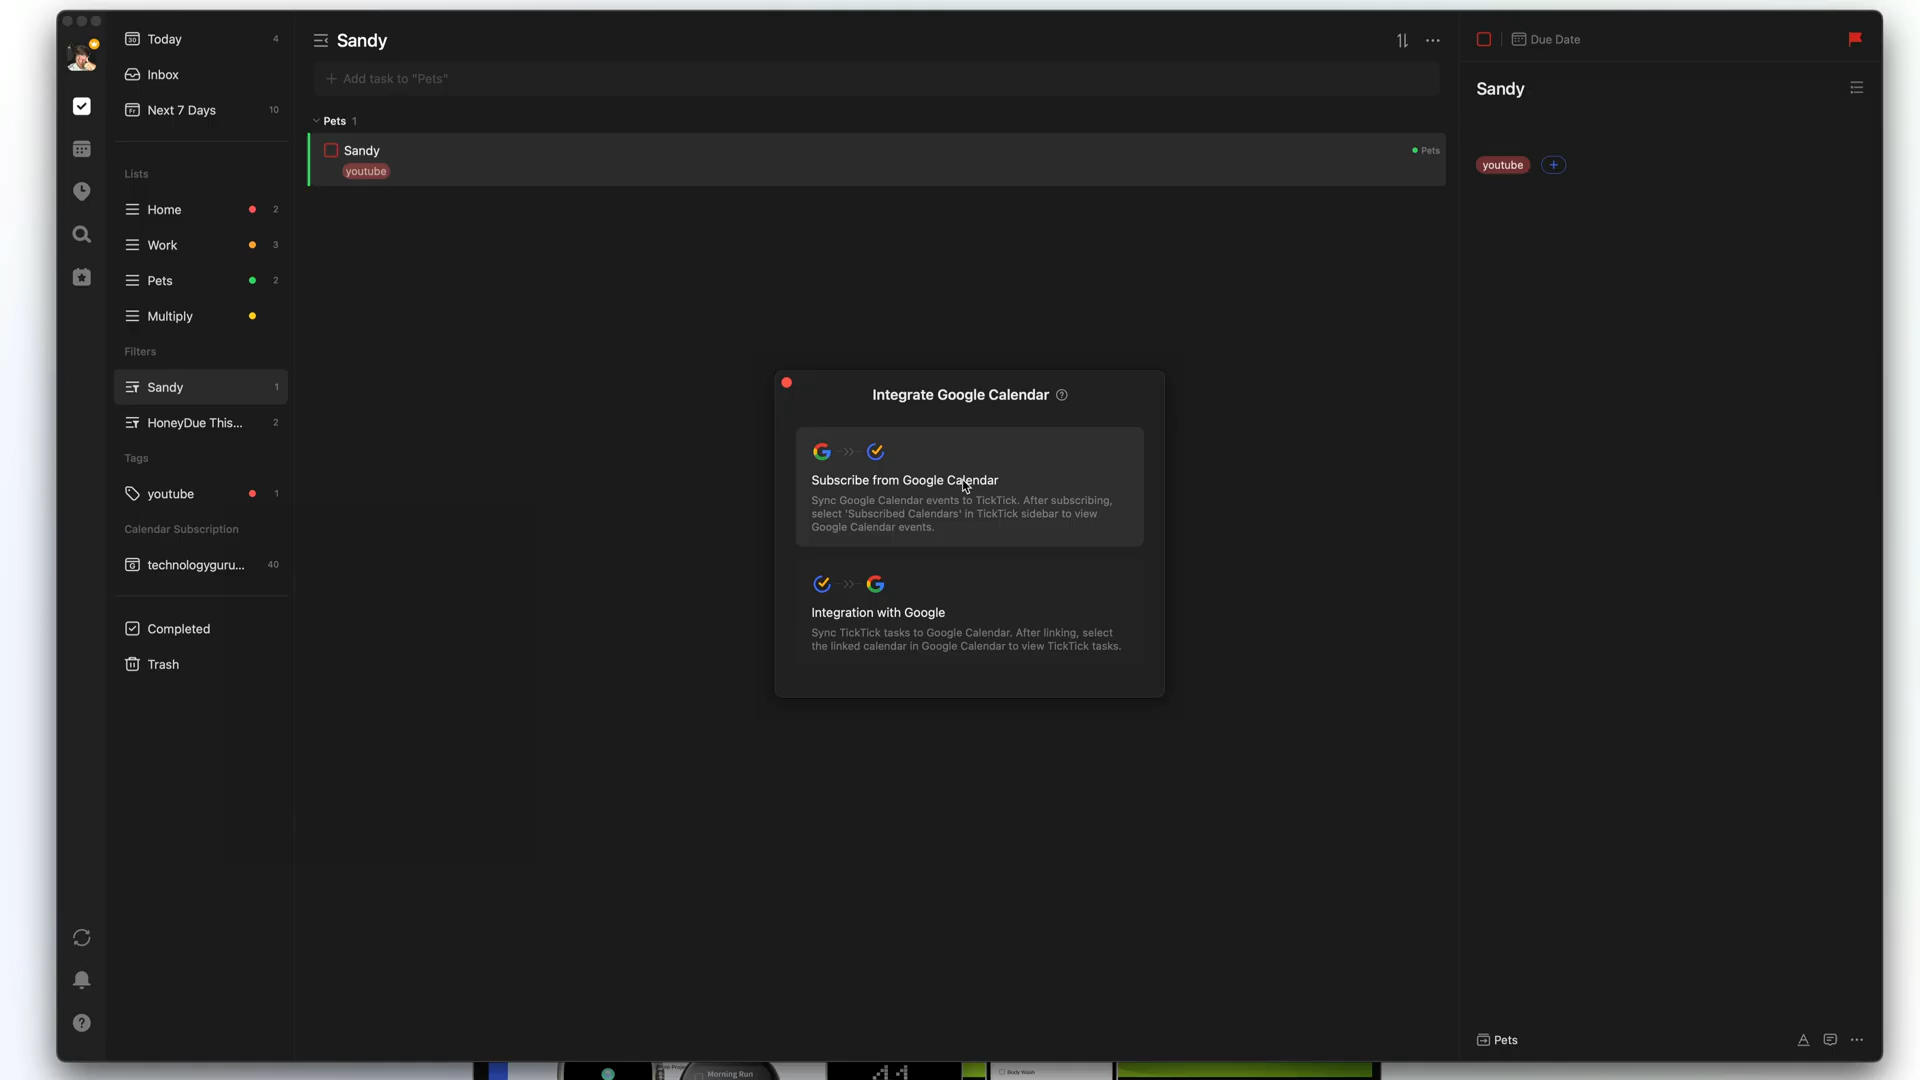 Today 4
Inbox
Next 7 Days 10
Lists
Home 2
Work 3
Pets 2
Multiply
Filters
Sandy 1
HoneyDue This... 2
Tags
youtube 1
Calendar Subscription
technologyguru... 40
Completed
Trash
Sandy
Add task to "Pets"
Pets 1
Sandy
youtube
Pets
Integrate Google Calendar
Subscribe from Google Calendar
Sync Google Calendar events to TickTick. After subscribing,
select 'Subscribed Calendars' in TickTick sidebar to view
Google Calendar events.
Integration with Google
Sync TickTick tasks to Google Calendar. After linking, select
the linked calendar in Google Calendar to view TickTick tasks.
Due Date
Sandy
youtube
Pets
Morning Run
Body Wash